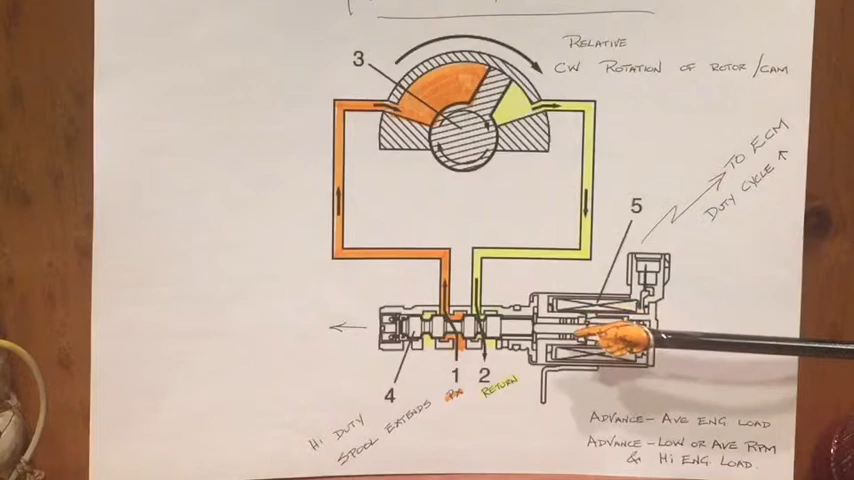 RELATIVE
CW ROTATION OF ROTOR/CAM
3
TO ECM
DUTY CYCLE ↑
5
1
2
4
RETURN
HI DUTY
SPOOL EXTENDS
ADVANCE - AVE ENG LOAD
ADVANCE - LOW OR AVE RPM
& HI ENG. LOAD.